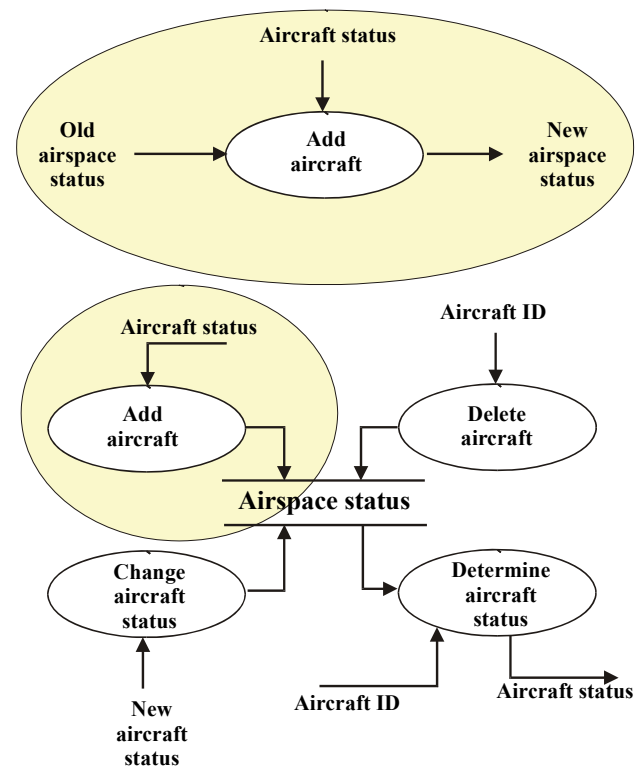 Aircraft status
Old
airspace
status
Add
aircraft
New
airspace
status
Aircraft status
Aircraft ID
Add
aircraft
Delete
aircraft
Airspace status
Change
aircraft
status
Determine
aircraft
status
Aircraft ID
Aircraft status
New
aircraft
status